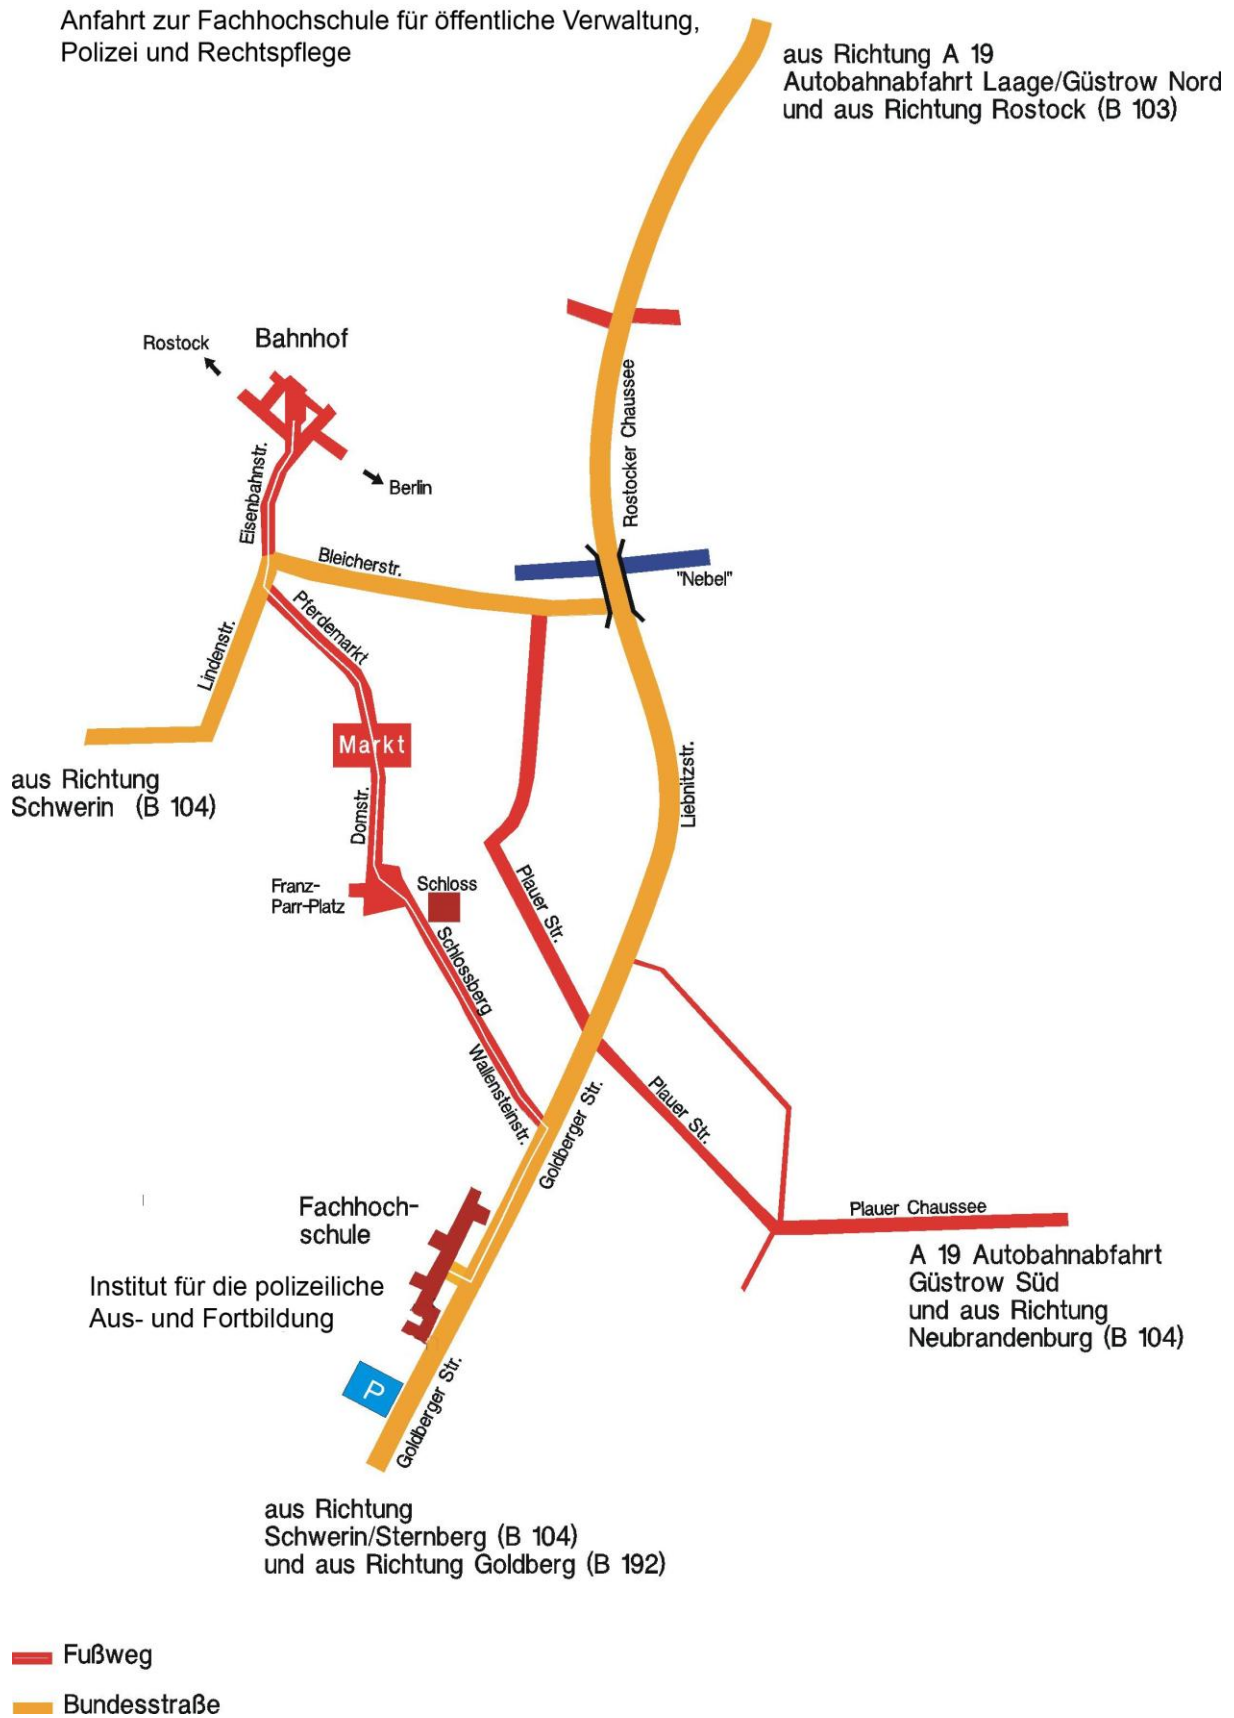 Anfahrt zur Fachhochschule für öffentliche Verwaltung,
Polizei und Rechtspflege
aus Richtung A 19
Autobahnabfahrt Laage/Güstrow Nord
und aus Richtung Rostock (B 103)
Rostock
Bahnhof
Berlin
Eisenbahnstr.
Rostocker Chaussee
Bleicherstr.
"Nebel"
Pferdemarkt
Lindenstr.
Markt
aus Richtung
Schwerin (B 104)
Domstr.
Liebnitzstr.
Franz-
Parr-Platz
Schloss
Plauer Str.
Schlossberg
Wallensteinstr.
Goldberger Str.
Plauer Str.
Fachhoch-
schule
Plauer Chaussee
A 19 Autobahnabfahrt
Güstrow Süd
und aus Richtung
Neubrandenburg (B 104)
Institut für die polizeiliche
Aus- und Fortbildung
P
Goldberger Str.
aus Richtung
Schwerin/Sternberg (B 104)
und aus Richtung Goldberg (B 192)
Fußweg
Bundesstraße